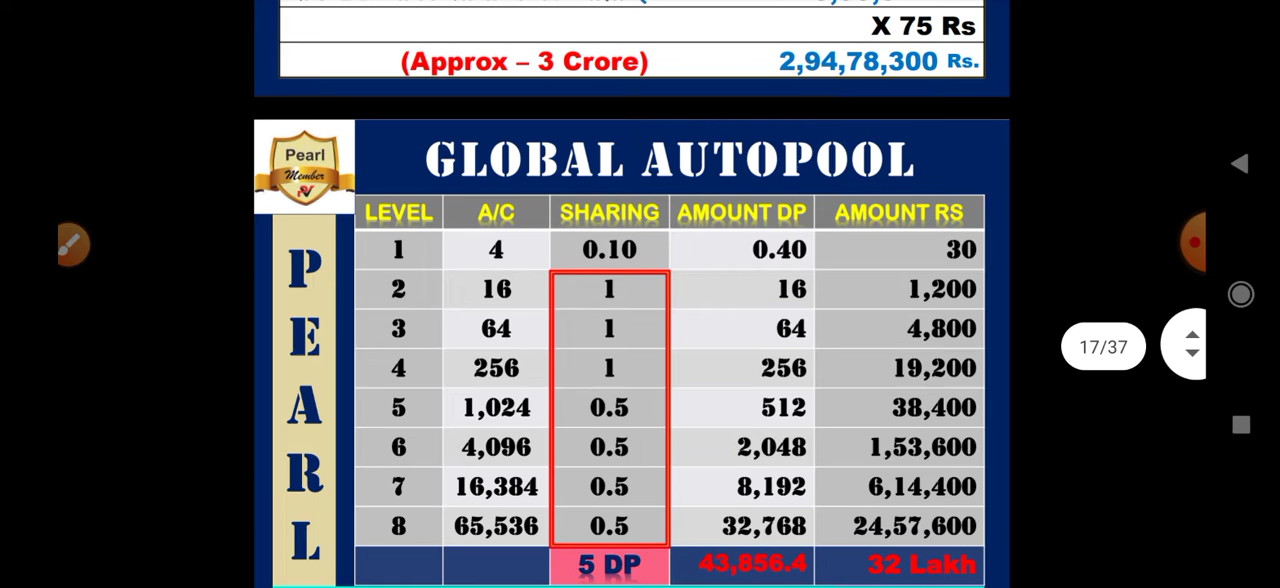 X 75 Rs
(Approx – 3 Crore) 2,94,78,300 Rs.
Pearl
Member
GLOBAL AUTOPOOL
PEARL
LEVEL A/C SHARING AMOUNT DP AMOUNT RS
1 4 0.10 0.40 30
2 16 1 16 1,200
3 64 1 64 4,800
4 256 1 256 19,200
5 1,024 0.5 512 38,400
6 4,096 0.5 2,048 1,53,600
7 16,384 0.5 8,192 6,14,400
8 65,536 0.5 32,768 24,57,600
5 DP 43,856.4 32 Lakh
17/37